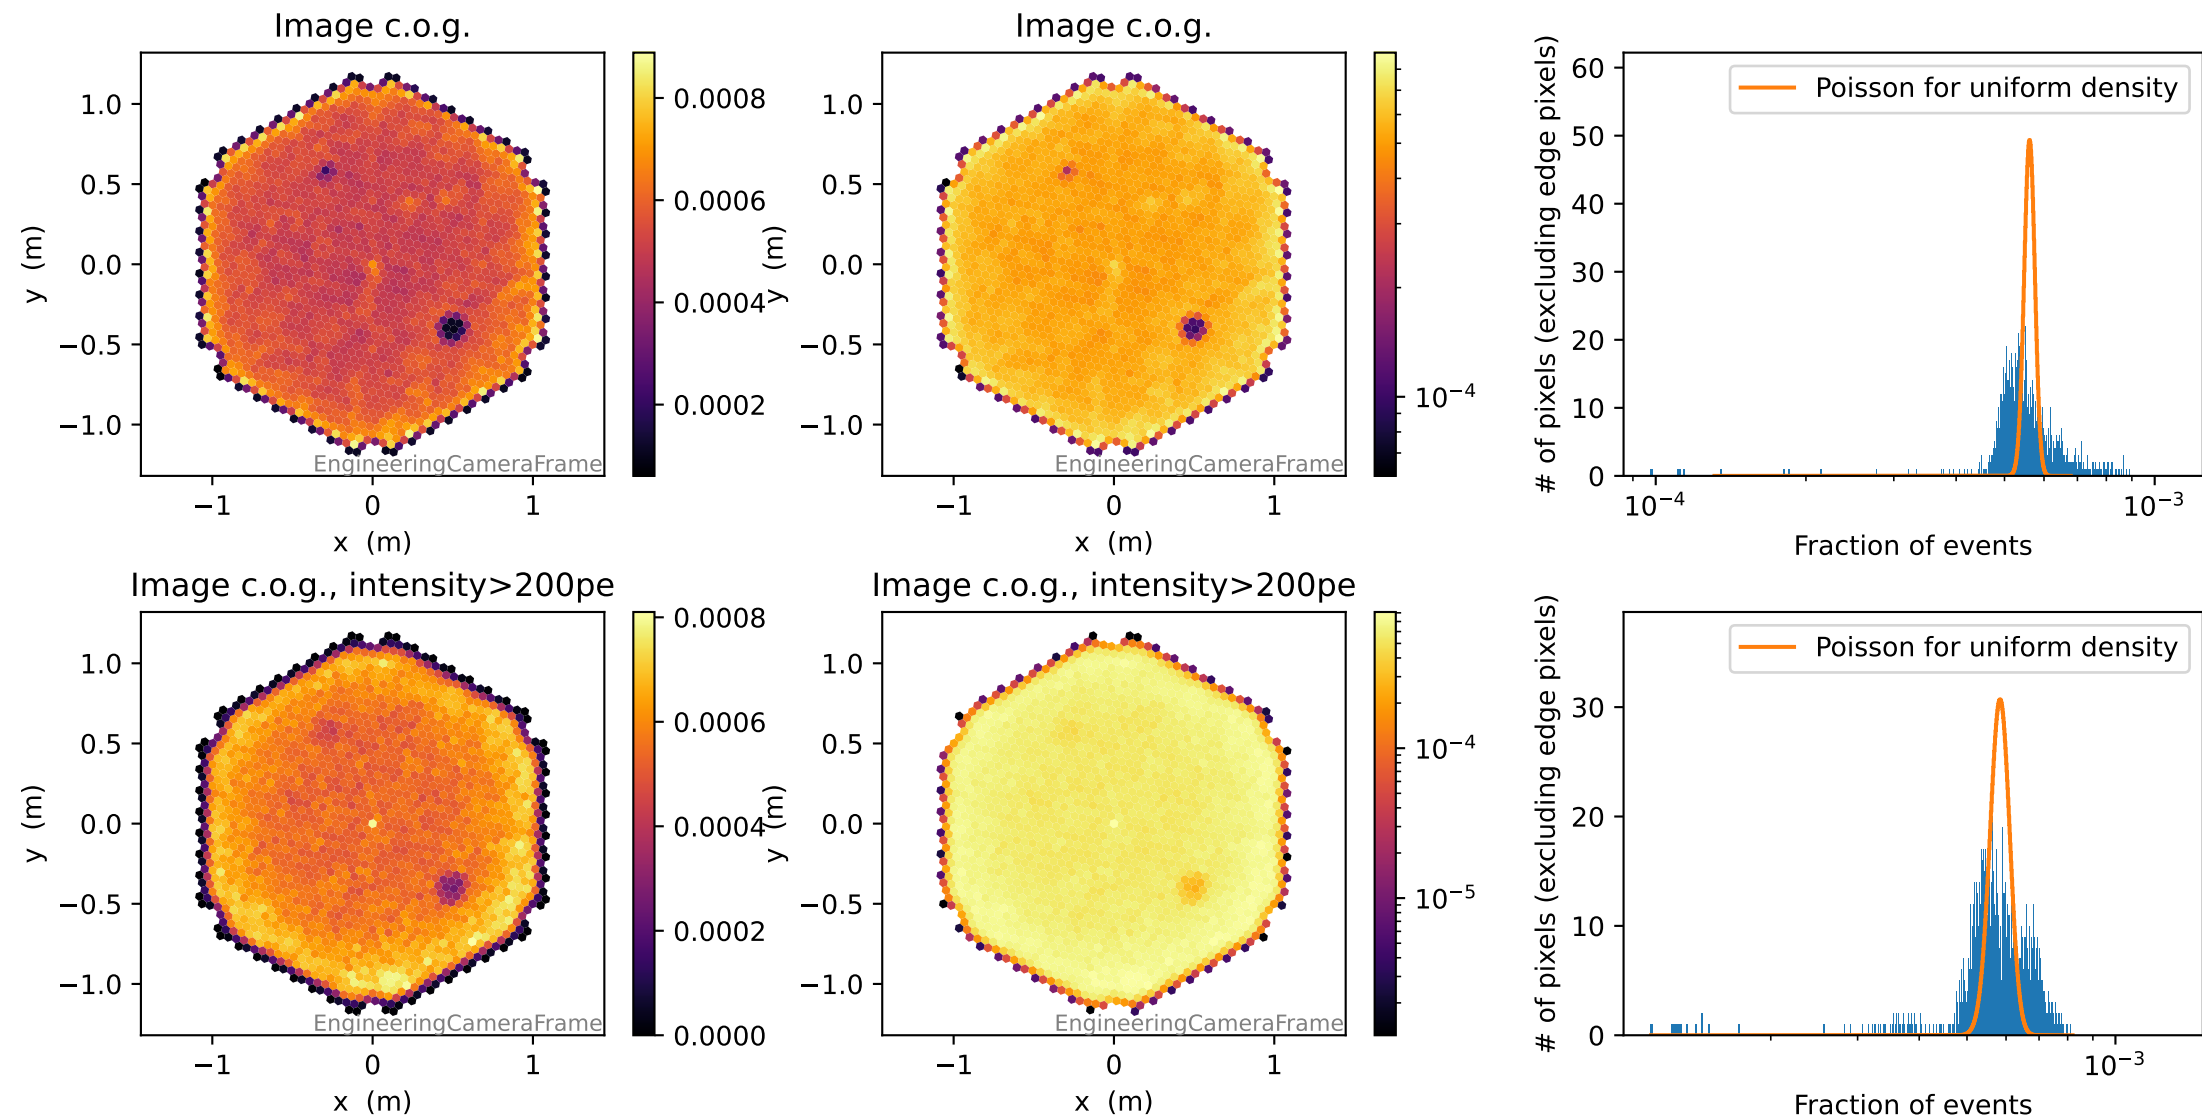 Image c.o.g.
1.0
0.5
0.0
−0.5
−1.0
y (m)
−1
0
1
x (m)
EngineeringCameraFrame
0.0008
0.0006
0.0004
0.0002
Image c.o.g.
1.0
0.5
0.0
−0.5
−1.0
y (m)
−1
0
1
x (m)
EngineeringCameraFrame
10⁻⁴
60
50
40
30
20
10
0
# of pixels (excluding edge pixels)
Poisson for uniform density
10⁻⁴
10⁻³
Fraction of events
Image c.o.g., intensity>200pe
1.0
0.5
0.0
−0.5
−1.0
y (m)
−1
0
1
x (m)
EngineeringCameraFrame
0.0008
0.0006
0.0004
0.0002
0.0000
Image c.o.g., intensity>200pe
1.0
0.5
0.0
−0.5
−1.0
y (m)
−1
0
1
x (m)
EngineeringCameraFrame
10⁻⁴
10⁻⁵
30
20
10
0
# of pixels (excluding edge pixels)
Poisson for uniform density
10⁻³
Fraction of events